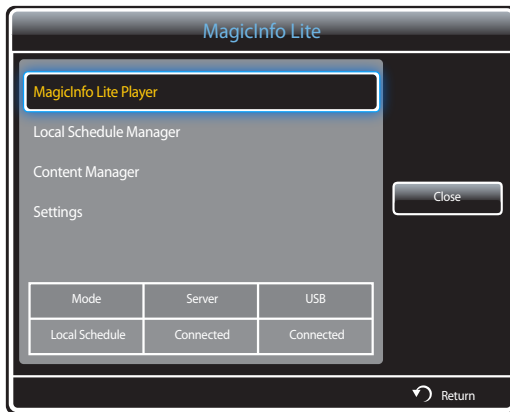 MagicInfo Lite
MagicInfo Lite Player
Local Schedule Manager
Content Manager
Settings
Close
Mode Server USB
Local Schedule Connected Connected
Return